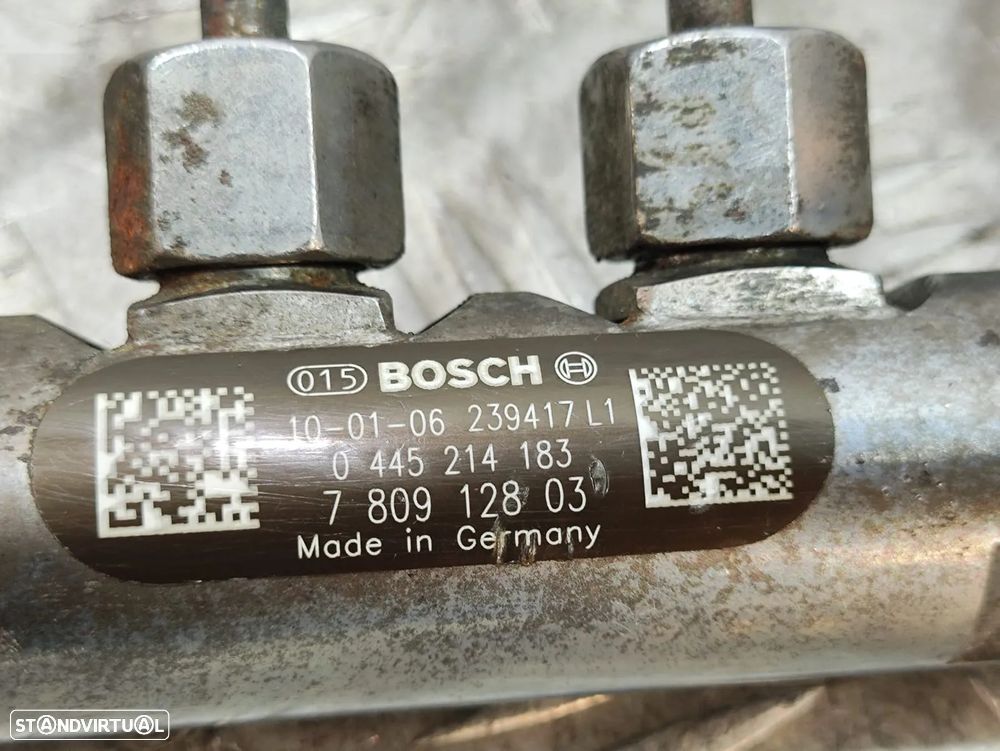 015 BOSCH
10-01-06 239417 L1
0 445 214 183
7 809 128 03
Made in Germany
STANDVIRTUAL